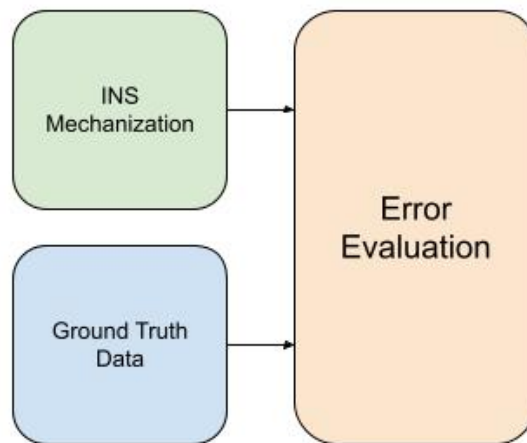 INS
Mechanization
Error
Evaluation
Ground Truth
Data